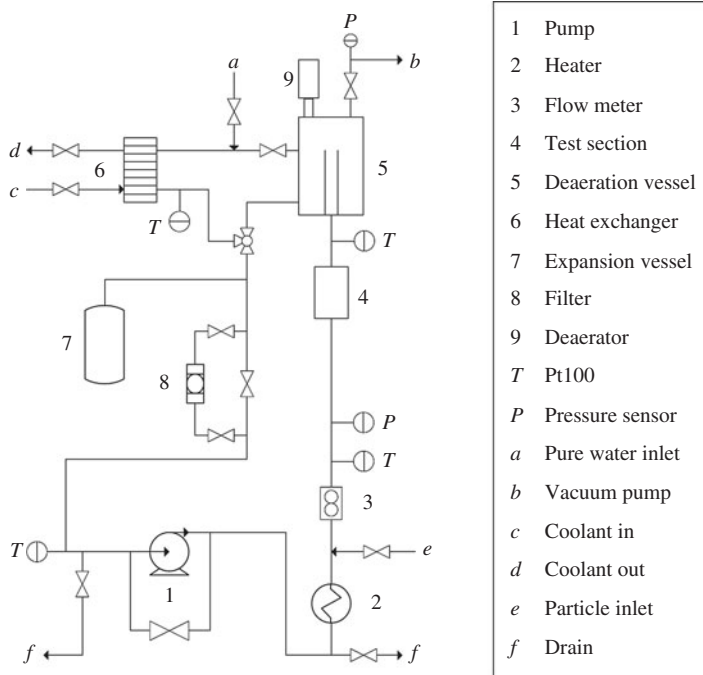 P
b
a
9
d
6
5
c
T
T
4
7
8
P
T
3
T
e
1
2
f
f
1 Pump
2 Heater
3 Flow meter
4 Test section
5 Deaeration vessel
6 Heat exchanger
7 Expansion vessel
8 Filter
9 Deaerator
T Pt100
P Pressure sensor
a Pure water inlet
b Vacuum pump
c Coolant in
d Coolant out
e Particle inlet
f Drain